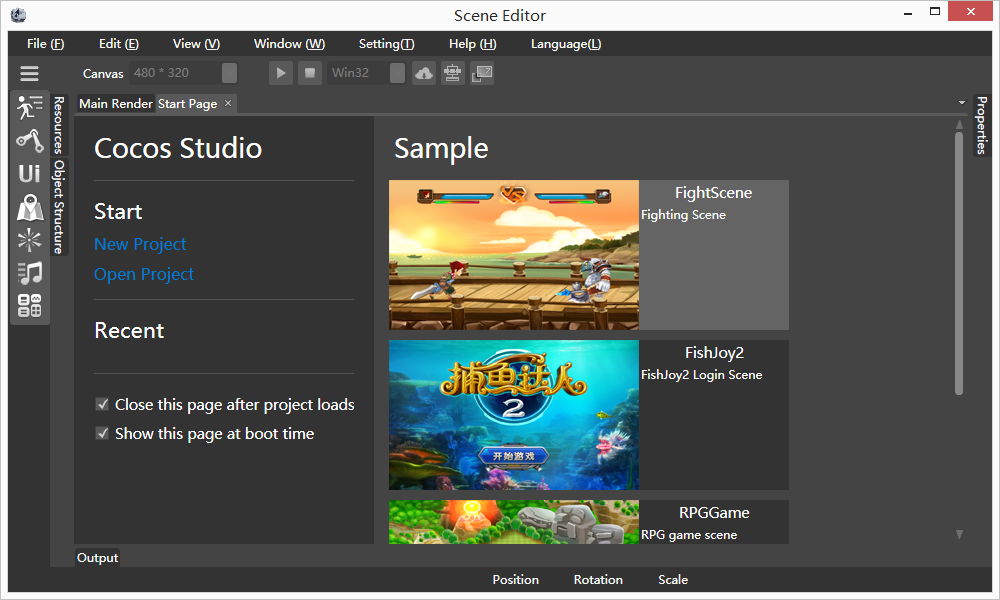 Scene Editor
File (F) Edit (E) View (V) Window (W) Setting(T) Help (H) Language(L)
Canvas 480 * 320 Win32
Main Render Start Page ×
Resources
Object Structure
Ui
Properties
Cocos Studio
Start
New Project
Open Project
Recent
Close this page after project loads
Show this page at boot time
Sample
VS
FightScene
Fighting Scene
捕鱼达人
2
开始游戏
FishJoy2
FishJoy2 Login Scene
RPGGame
RPG game scene
Output
Position Rotation Scale